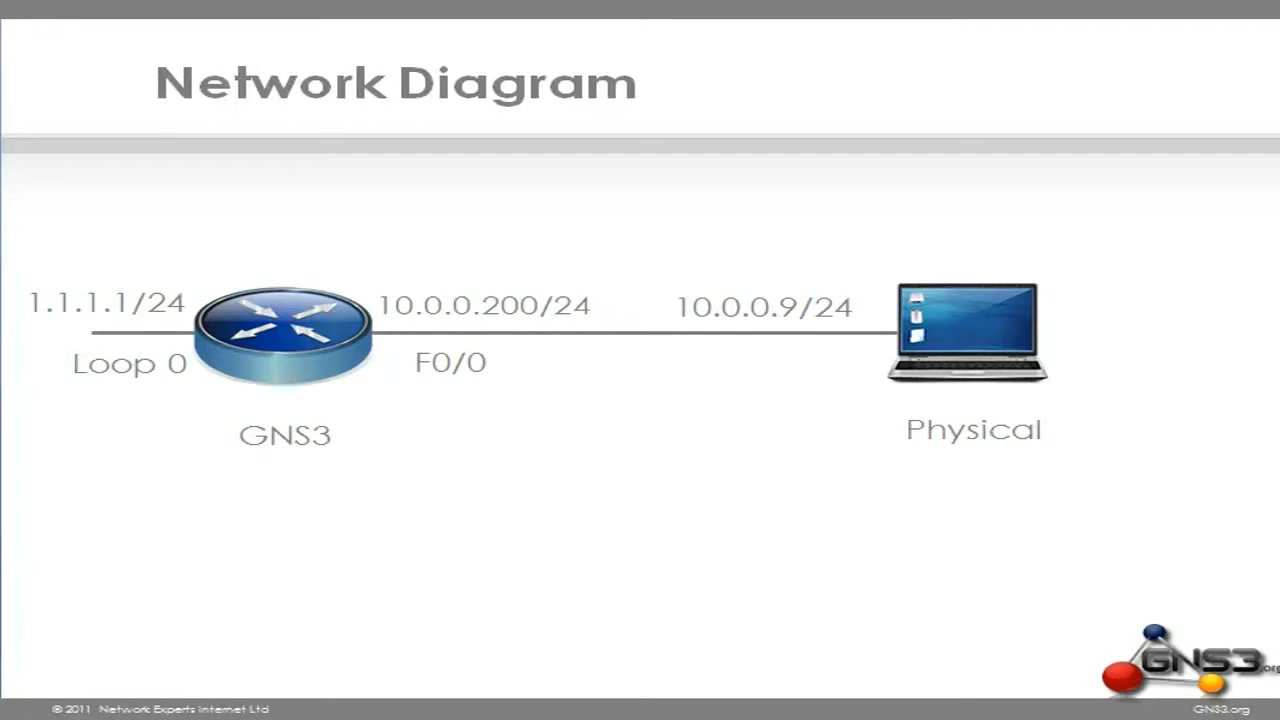 Network Diagram
1.1.1.1/24
10.0.0.200/24
10.0.0.9/24
Loop 0
F0/0
GNS3
Physical
GNS3.org
© 2011 Network Experts Internet Ltd
GNS3.org